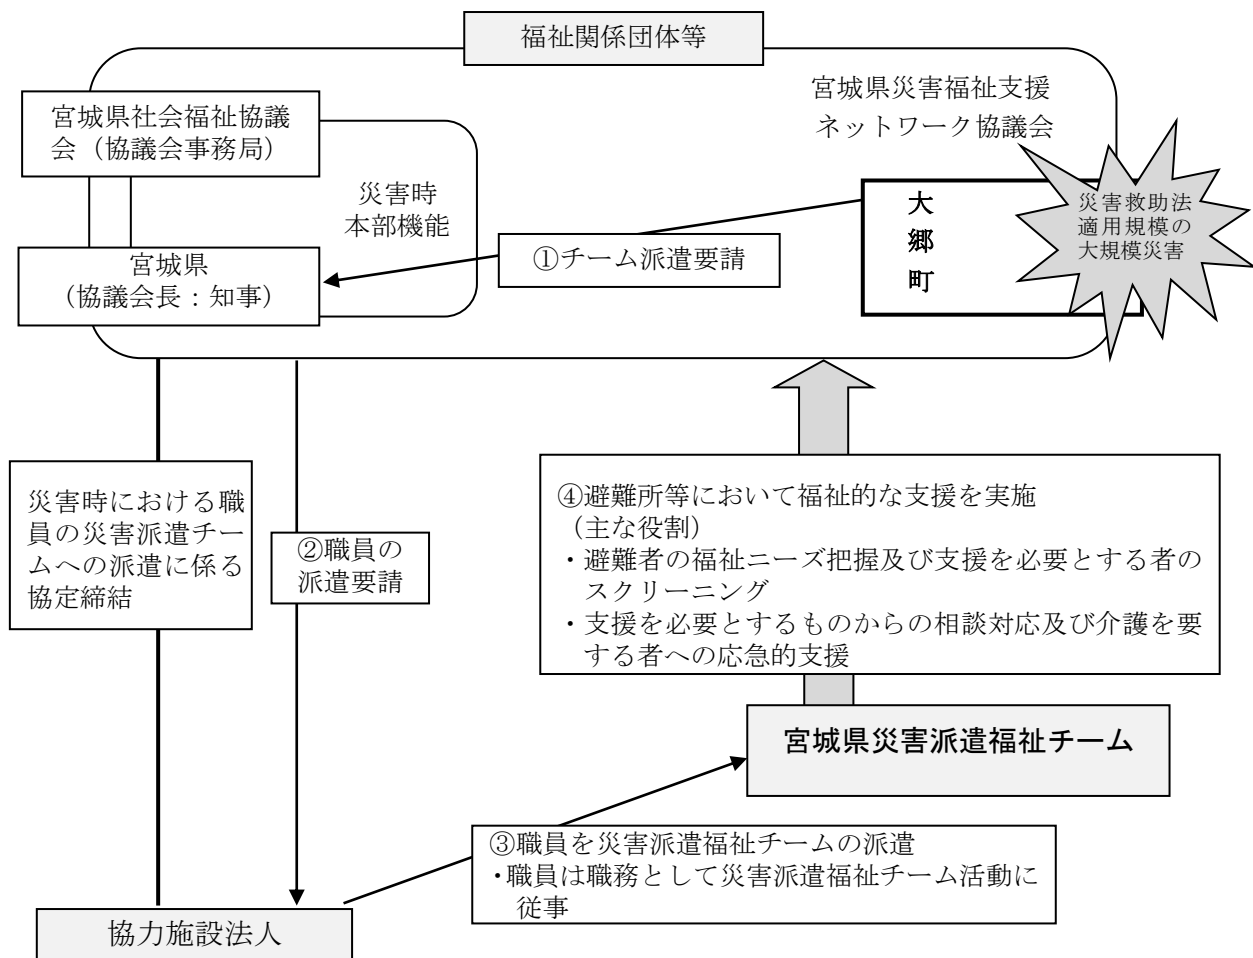 福祉関係団体等
宮城県災害福祉支援
ネットワーク協議会
宮城県社会福祉協議
会（協議会事務局）
災害時
本部機能
宮城県
（協議会長：知事）
①チーム派遣要請
大
郷
町
災害救助法
適用規模の
大規模災害
災害時における職
員の災害派遣チー
ムへの派遣に係る
協定締結
②職員の
派遣要請
④避難所等において福祉的な支援を実施
（主な役割）
・避難者の福祉ニーズ把握及び支援を必要とする者の
スクリーニング
・支援を必要とするものからの相談対応及び介護を要
する者への応急的支援
宮城県災害派遣福祉チーム
③職員を災害派遣福祉チームの派遣
・職員は職務として災害派遣福祉チーム活動に
従事
協力施設法人